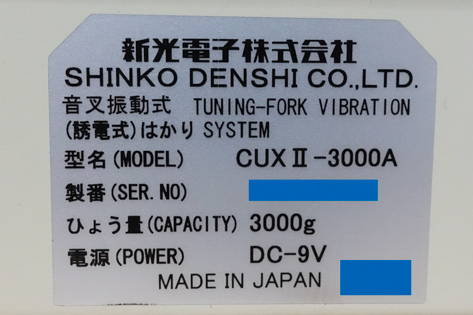 新光電子株式会社
SHINKO DENSHI CO.,LTD.
音叉振動式 TUNING-FORK VIBRATION
(誘電式)はかり SYSTEM
型名(MODEL) CUXⅡ-3000A
製番(SER.NO)
ひょう量(CAPACITY) 3000g
電源(POWER) DC-9V
MADE IN JAPAN